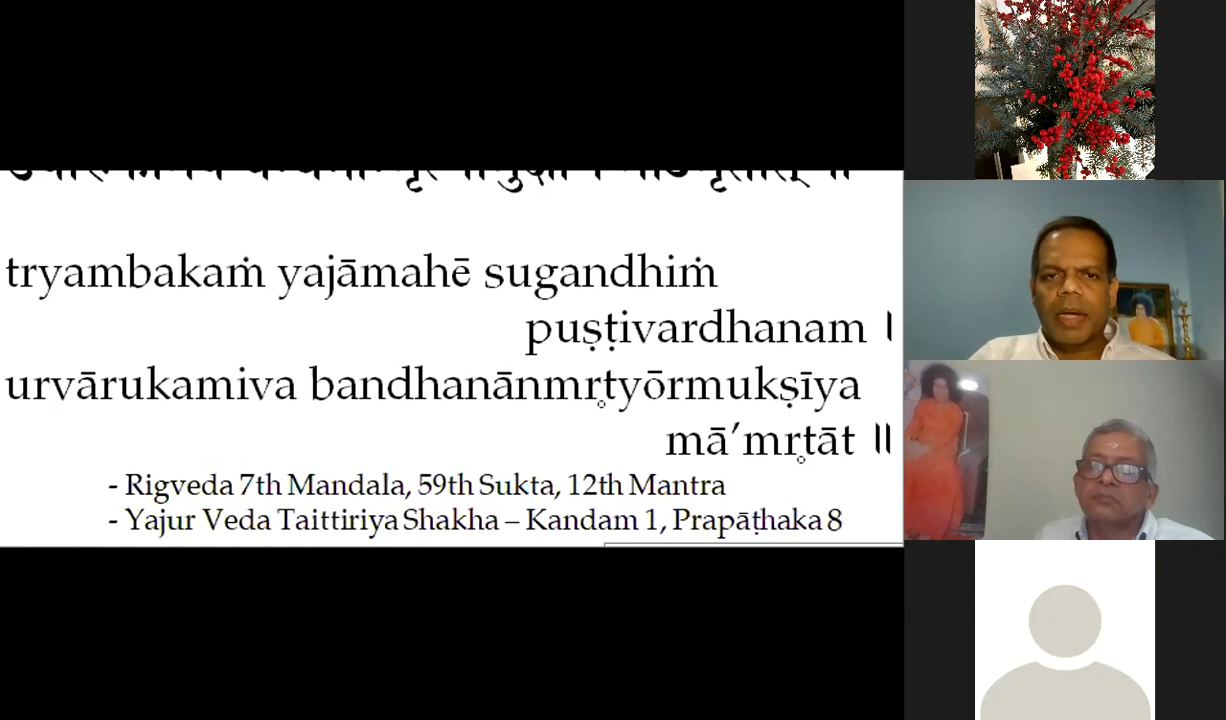 tryambakaṁ yajāmahē sugandhiṁ
puṣṭivardhanam ।
urvārukamiva bandhanānmr̥tyōrmukṣīya
mā’mr̥tāt ॥
- Rigveda 7th Mandala, 59th Sukta, 12th Mantra
- Yajur Veda Taittiriya Shakha – Kandam 1, Prapāṭhaka 8